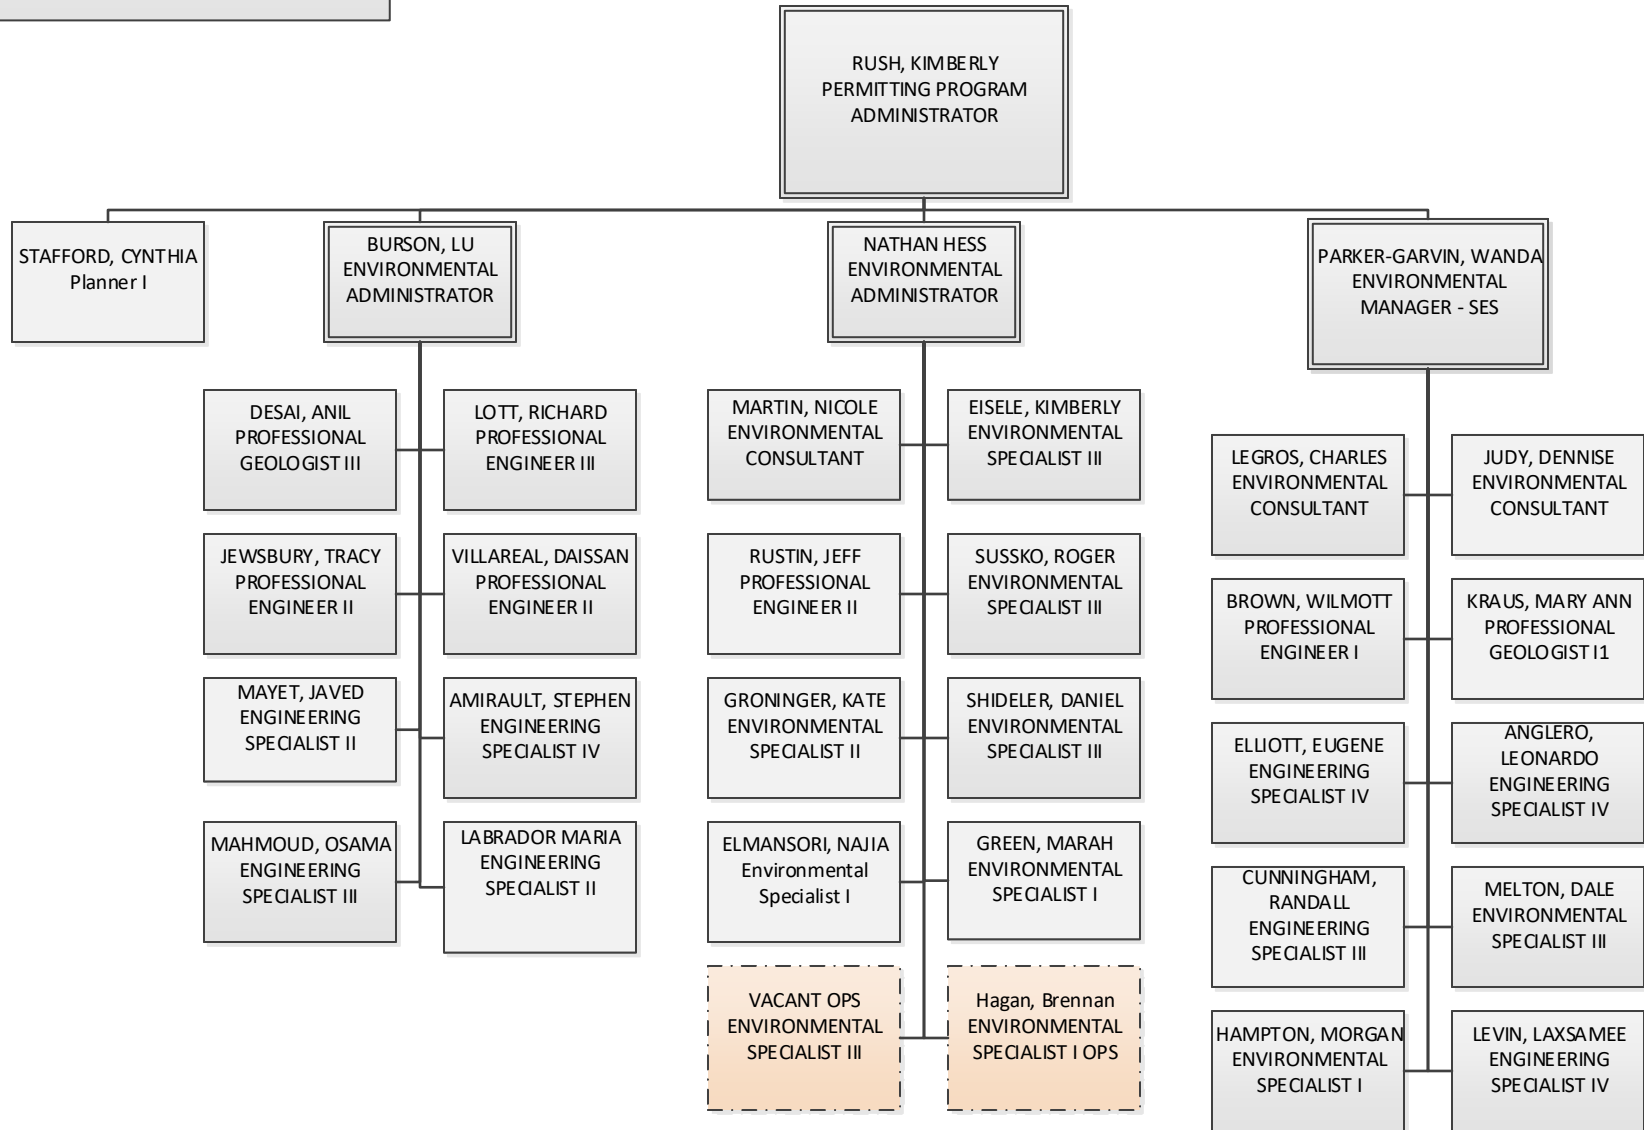 RUSH, KIMBERLY
PERMITTING PROGRAM
ADMINISTRATOR
STAFFORD, CYNTHIA
Planner I
BURSON, LU
ENVIRONMENTAL
ADMINISTRATOR
NATHAN HESS
ENVIRONMENTAL
ADMINISTRATOR
PARKER-GARVIN, WANDA
ENVIRONMENTAL
MANAGER - SES
DESAI, ANIL
PROFESSIONAL
GEOLOGIST III
LOTT, RICHARD
PROFESSIONAL
ENGINEER III
JEWSBURY, TRACY
PROFESSIONAL
ENGINEER II
VILLAREAL, DAISSAN
PROFESSIONAL
ENGINEER II
MAYET, JAVED
ENGINEERING
SPECIALIST II
AMIRAULT, STEPHEN
ENGINEERING
SPECIALIST IV
MAHMOUD, OSAMA
ENGINEERING
SPECIALIST III
LABRADOR MARIA
ENGINEERING
SPECIALIST II
MARTIN, NICOLE
ENVIRONMENTAL
CONSULTANT
EISELE, KIMBERLY
ENVIRONMENTAL
SPECIALIST III
RUSTIN, JEFF
PROFESSIONAL
ENGINEER II
SUSSKO, ROGER
ENVIRONMENTAL
SPECIALIST III
GRONINGER, KATE
ENVIRONMENTAL
SPECIALIST II
SHIDELER, DANIEL
ENVIRONMENTAL
SPECIALIST III
ELMANSORI, NAJIA
Environmental
Specialist I
GREEN, MARAH
ENVIRONMENTAL
SPECIALIST I
VACANT OPS
ENVIRONMENTAL
SPECIALIST III
Hagan, Brennan
ENVIRONMENTAL
SPECIALIST I OPS
LEGROS, CHARLES
ENVIRONMENTAL
CONSULTANT
JUDY, DENNISE
ENVIRONMENTAL
CONSULTANT
BROWN, WILMOTT
PROFESSIONAL
ENGINEER I
KRAUS, MARY ANN
PROFESSIONAL
GEOLOGIST I1
ELLIOTT, EUGENE
ENGINEERING
SPECIALIST IV
ANGLERO,
LEONARDO
ENGINEERING
SPECIALIST IV
CUNNINGHAM,
RANDALL
ENGINEERING
SPECIALIST III
MELTON, DALE
ENVIRONMENTAL
SPECIALIST III
HAMPTON, MORGAN
ENVIRONMENTAL
SPECIALIST I
LEVIN, LAXSAMEE
ENGINEERING
SPECIALIST IV